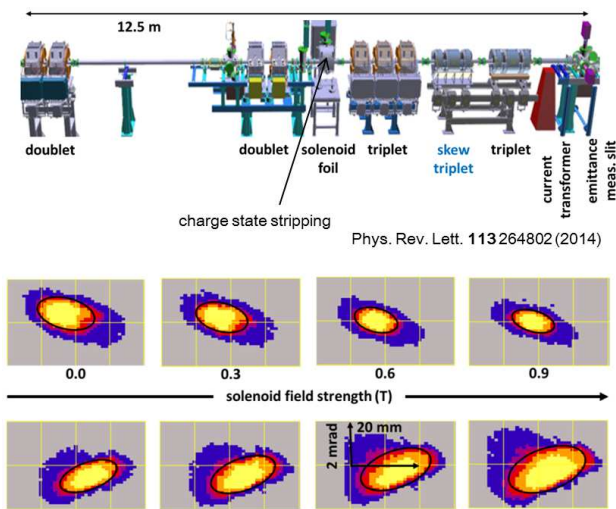 12.5 m
doublet
doublet
solenoid
foil
triplet
skew
triplet
triplet
current
transformer
emittance
meas. slit
charge state stripping
Phys. Rev. Lett. 113 264802 (2014)
0.0
0.3
0.6
0.9
solenoid field strength (T)
2 mrad
20 mm